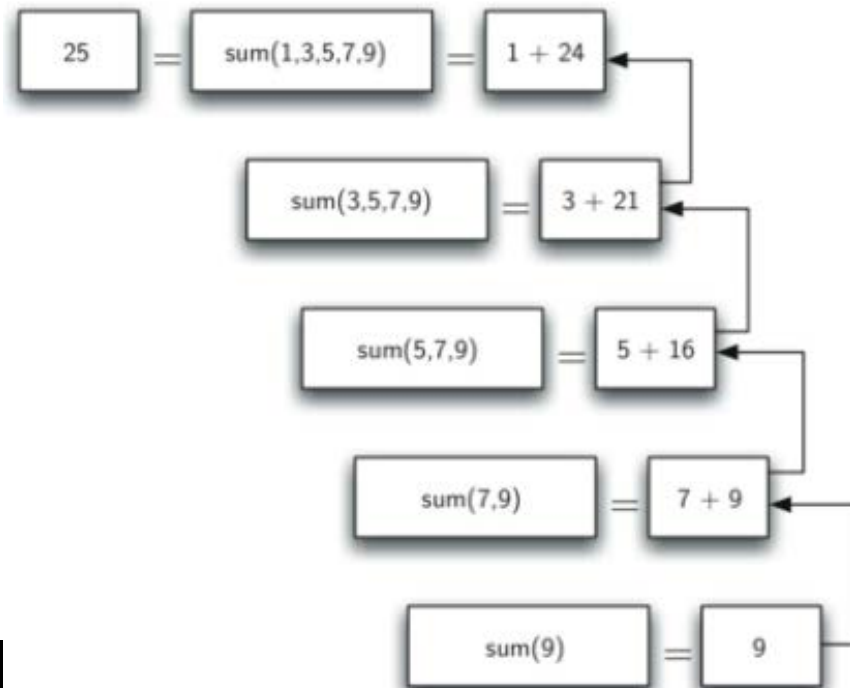 25 = sum(1,3,5,7,9) = 1 + 24
sum(3,5,7,9) = 3 + 21
sum(5,7,9) = 5 + 16
sum(7,9) = 7 + 9
sum(9) = 9